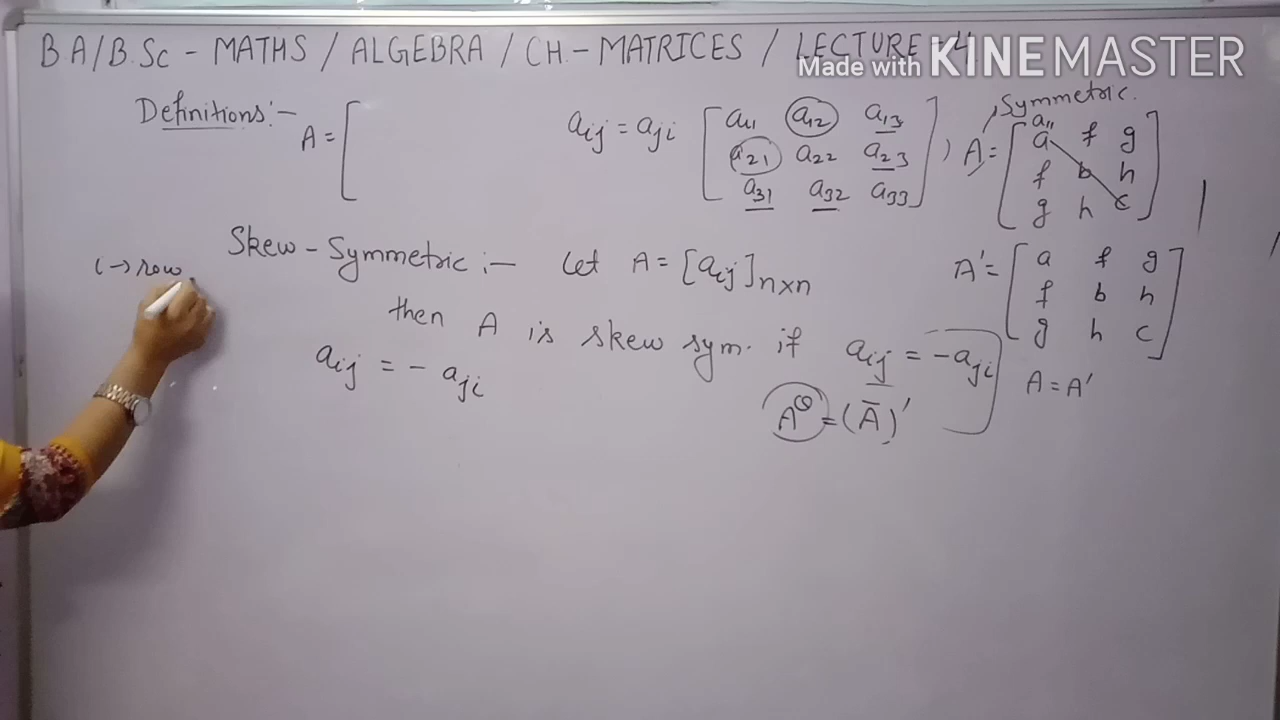 B.A/B.Sc - MATHS / ALGEBRA / CH - MATRICES / LECTURE - 4
Made with KINEMASTER
Definitions :-
A = [
aij = aji [ a11 a12 a13
a21 a22 a23
a31 a32 a33 ] ,
Symmetric.
a11
A = [ a f g
f b h
g h c ]
Skew - Symmetric :- let A = [aij]n×n
then A is skew sym. if aij = -aji
A' = [ a f g
f b h
g h c ]
A = A'
i → row
aij = - aji
Aᶿ = (Ā)'